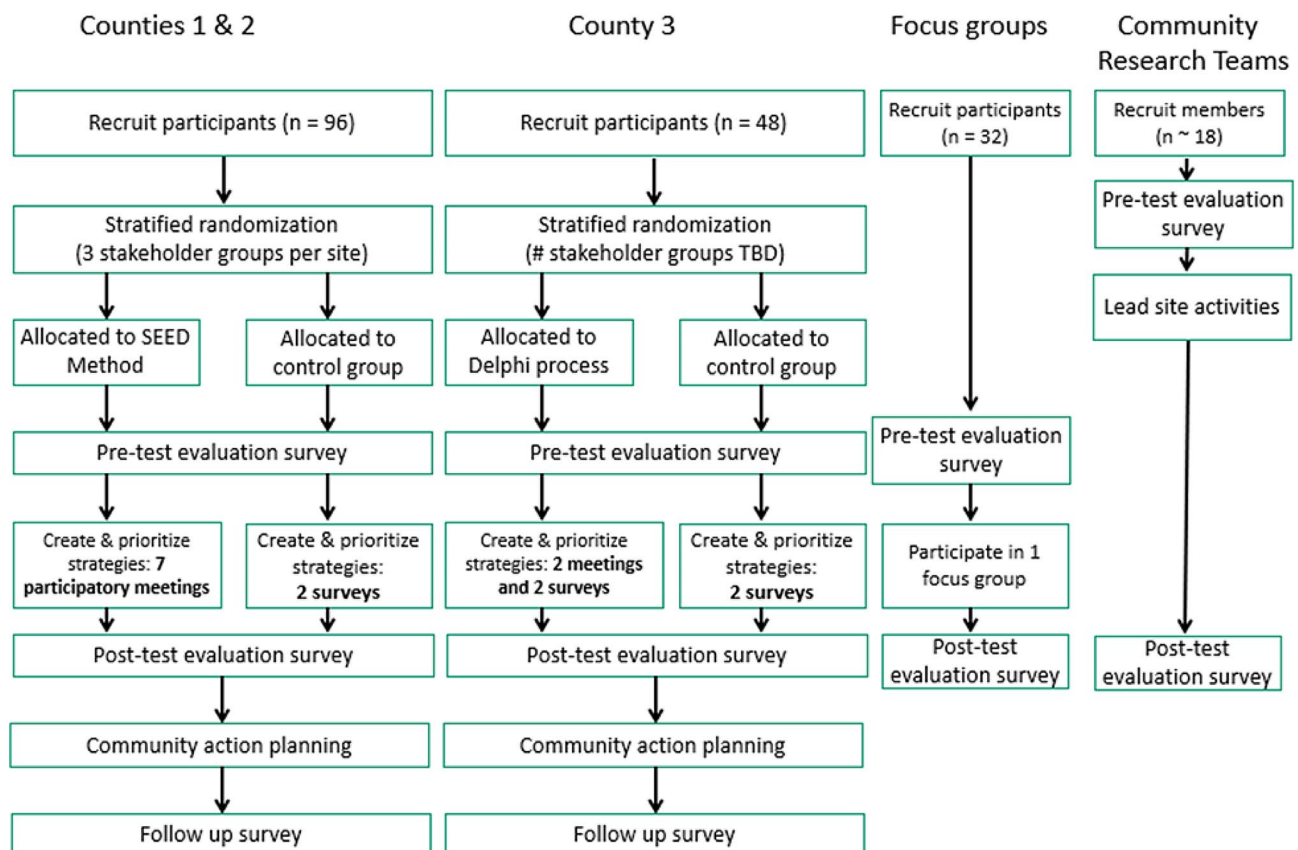 Counties 1 & 2
County 3
Focus groups
Community
Research Teams
Recruit participants (n = 96)
Recruit participants (n = 48)
Recruit participants
(n = 32)
Recruit members
(n ~ 18)
Stratified randomization
(3 stakeholder groups per site)
Stratified randomization
(# stakeholder groups TBD)
Pre-test evaluation
survey
Lead site activities
Allocated to SEED
Method
Allocated to
control group
Allocated to
Delphi process
Allocated to
control group
Pre-test evaluation survey
Pre-test evaluation survey
Pre-test evaluation
survey
Create & prioritize
strategies: 7
participatory meetings
Create & prioritize
strategies:
2 surveys
Create & prioritize
strategies: 2 meetings
and 2 surveys
Create & prioritize
strategies:
2 surveys
Participate in 1
focus group
Post-test evaluation survey
Post-test evaluation survey
Post-test
evaluation survey
Post-test
evaluation survey
Community action planning
Community action planning
Follow up survey
Follow up survey